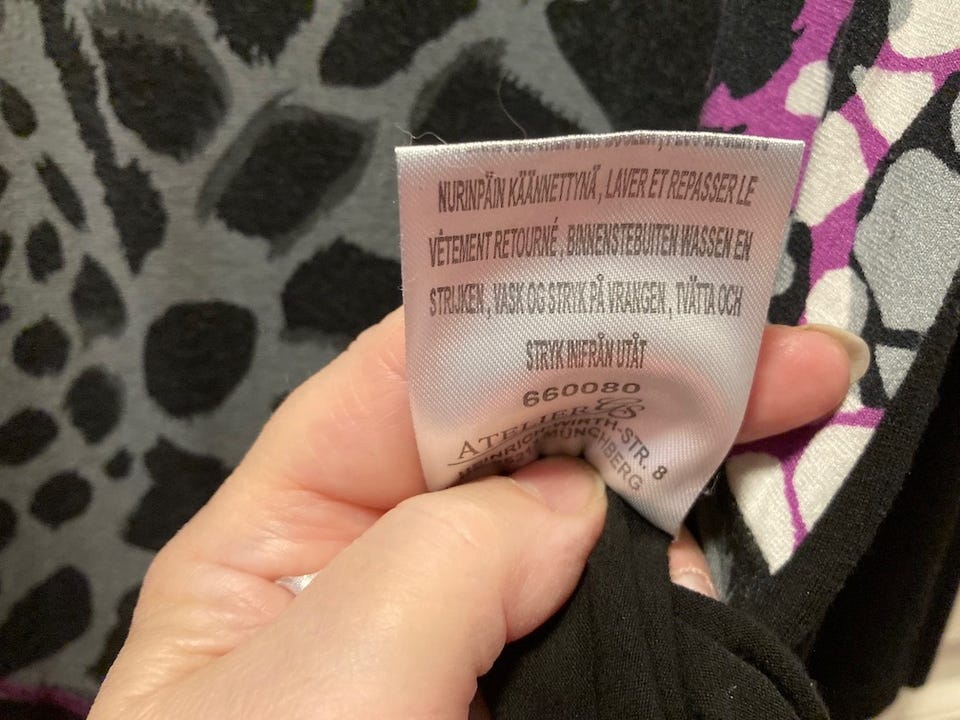 NURINPÄIN KÄÄNNETTYNÄ , LAVER ET REPASSER LE
VÊTEMENT RETOURNÉ , BINNENSTEBUITEN WASSEN EN
STRIJKEN , VASK OG STRYK PÅ VRANGEN , TVÄTTA OCH
STRYK INIFRÅN UTÅT
660080
ATELIER GS
HEINRICH-WIRTH-STR. 8
MÜNCHBERG